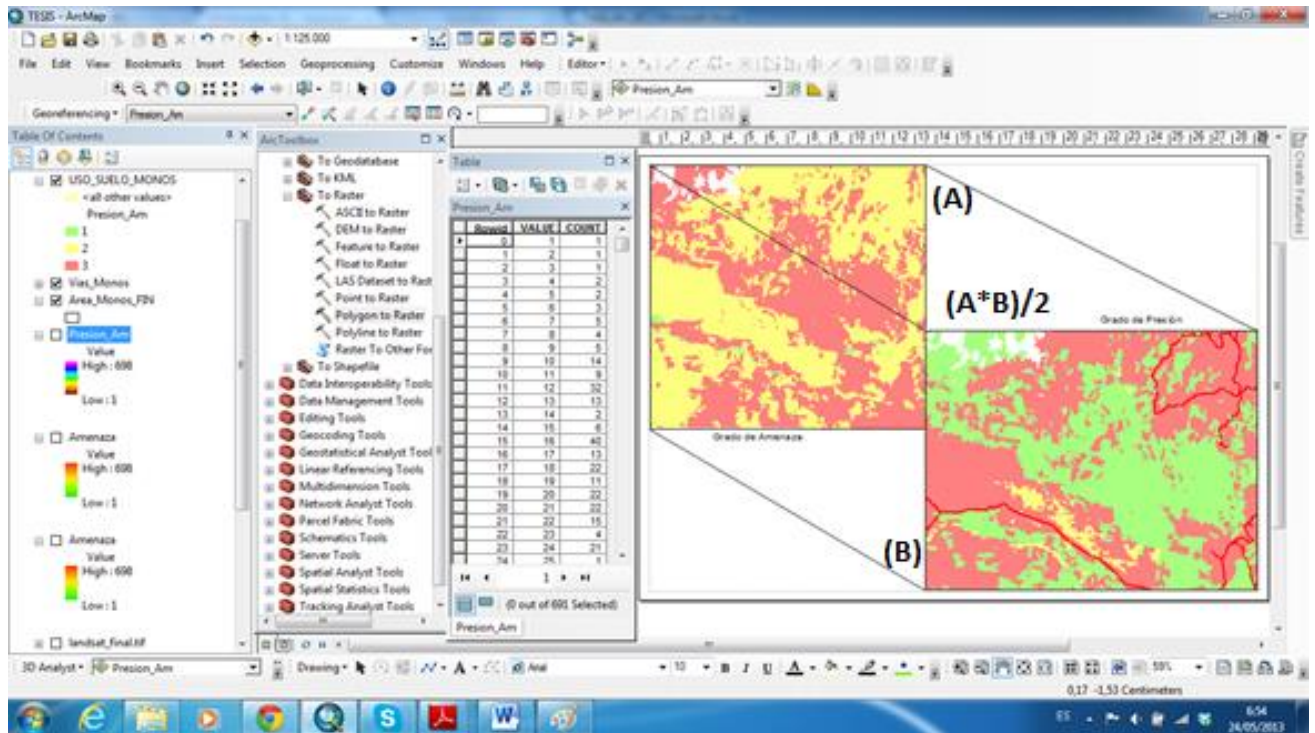 TESIS - ArcMap
1:125.000
File Edit View Bookmarks Insert Selection Geoprocessing Customize Windows Help Editor
Presion_Am
Georeferencing Presion_Am
Table Of Contents
USO_SUELO_MONOS
<all other values>
Presion_Am
1
2
3
Vias_Monos
Area_Monos_FIN
Presion_Am
Value
High : 698
Low : 1
Amenaza
Value
High : 698
Low : 1
Amenaza
Value
High : 698
Low : 1
landsat_final.tif
ArcToolbox
To Geodatabase
To KML
To Raster
ASCII to Raster
DEM to Raster
Feature to Raster
Float to Raster
LAS Dataset to Rast
Point to Raster
Polygon to Raster
Polyline to Raster
Raster To Other For
To Shapefile
Data Interoperability Tools
Data Management Tools
Editing Tools
Geocoding Tools
Geostatistical Analyst Tool
Linear Referencing Tools
Multidimension Tools
Network Analyst Tools
Parcel Fabric Tools
Schematics Tools
Server Tools
Spatial Analyst Tools
Spatial Statistics Tools
Tracking Analyst Tools
Table
Presion_Am
Rowid VALUE COUNT
0 1 1
1 2 1
2 3 1
3 4 2
4 5 2
5 6 3
6 7 5
7 8 4
8 9 5
9 10 14
10 11 9
11 12 32
12 13 13
13 14 2
14 15 6
15 16 40
16 17 13
17 18 22
18 19 11
19 20 22
20 21 22
21 22 15
22 23 4
23 24 21
24 25 1
1
(0 out of 691 Selected)
Presion_Am
(A)
(A*B)/2
Grado de Presión
Grado de Amenaza
(B)
Create Features
3D Analyst Presion_Am
Drawing A Arial 10 B I U A 59%
0,17 -1,53 Centimeters
ES 6:54
24/05/2013